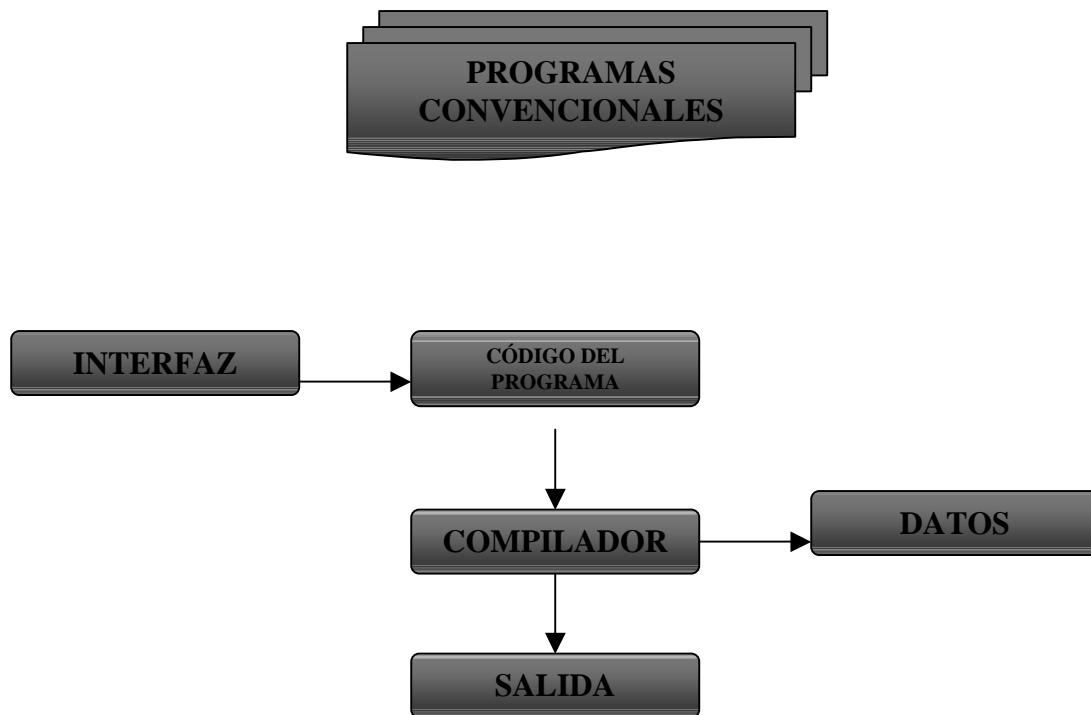 PROGRAMAS
CONVENCIONALES
INTERFAZ
CÓDIGO DEL
PROGRAMA
COMPILADOR
DATOS
SALIDA